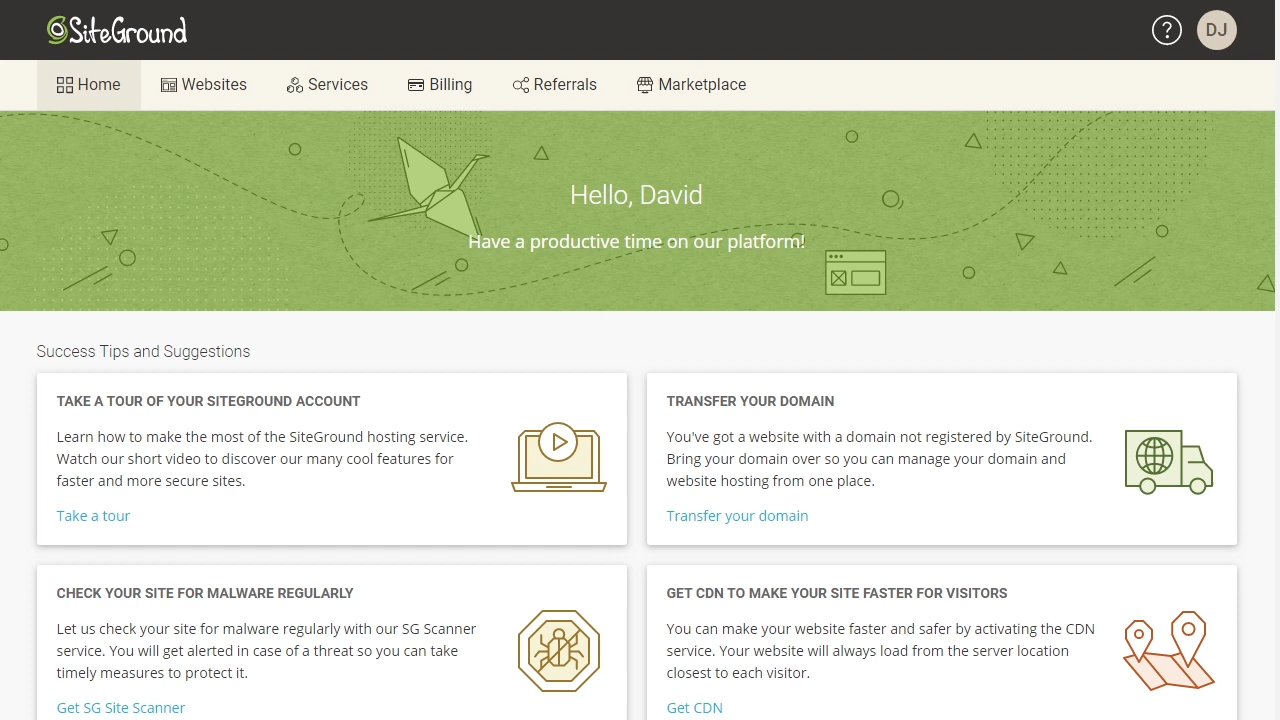 SiteGround
?
DJ
Home
Websites
Services
Billing
Referrals
Marketplace
Hello, David
Have a productive time on our platform!
Success Tips and Suggestions
TAKE A TOUR OF YOUR SITEGROUND ACCOUNT
Learn how to make the most of the SiteGround hosting service.
Watch our short video to discover our many cool features for
faster and more secure sites.
Take a tour
TRANSFER YOUR DOMAIN
You've got a website with a domain not registered by SiteGround.
Bring your domain over so you can manage your domain and
website hosting from one place.
Transfer your domain
CHECK YOUR SITE FOR MALWARE REGULARLY
Let us check your site for malware regularly with our SG Scanner
service. You will get alerted in case of a threat so you can take
timely measures to protect it.
Get SG Site Scanner
GET CDN TO MAKE YOUR SITE FASTER FOR VISITORS
You can make your website faster and safer by activating the CDN
service. Your website will always load from the server location
closest to each visitor.
Get CDN